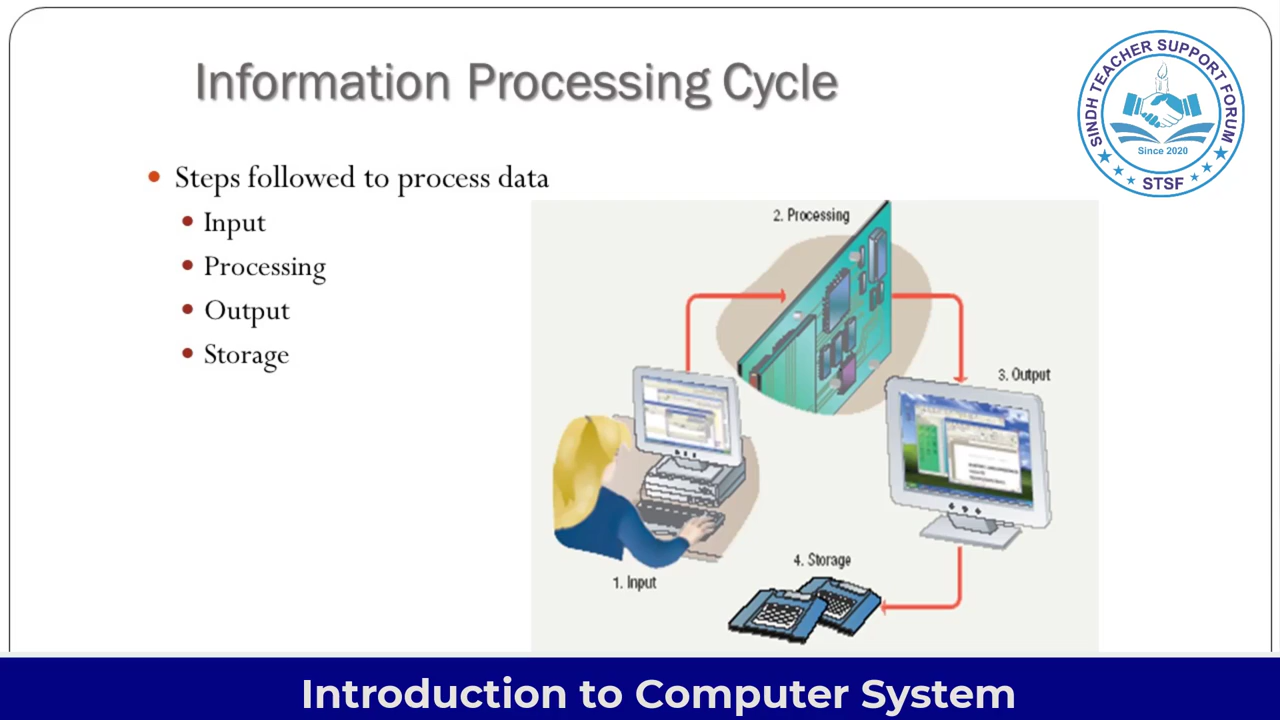 Information Processing Cycle
SINDH TEACHER SUPPORT FORUM
Since 2020
STSF
Steps followed to process data
Input
Processing
Output
Storage
2. Processing
3. Output
1. Input
4. Storage
Introduction to Computer System